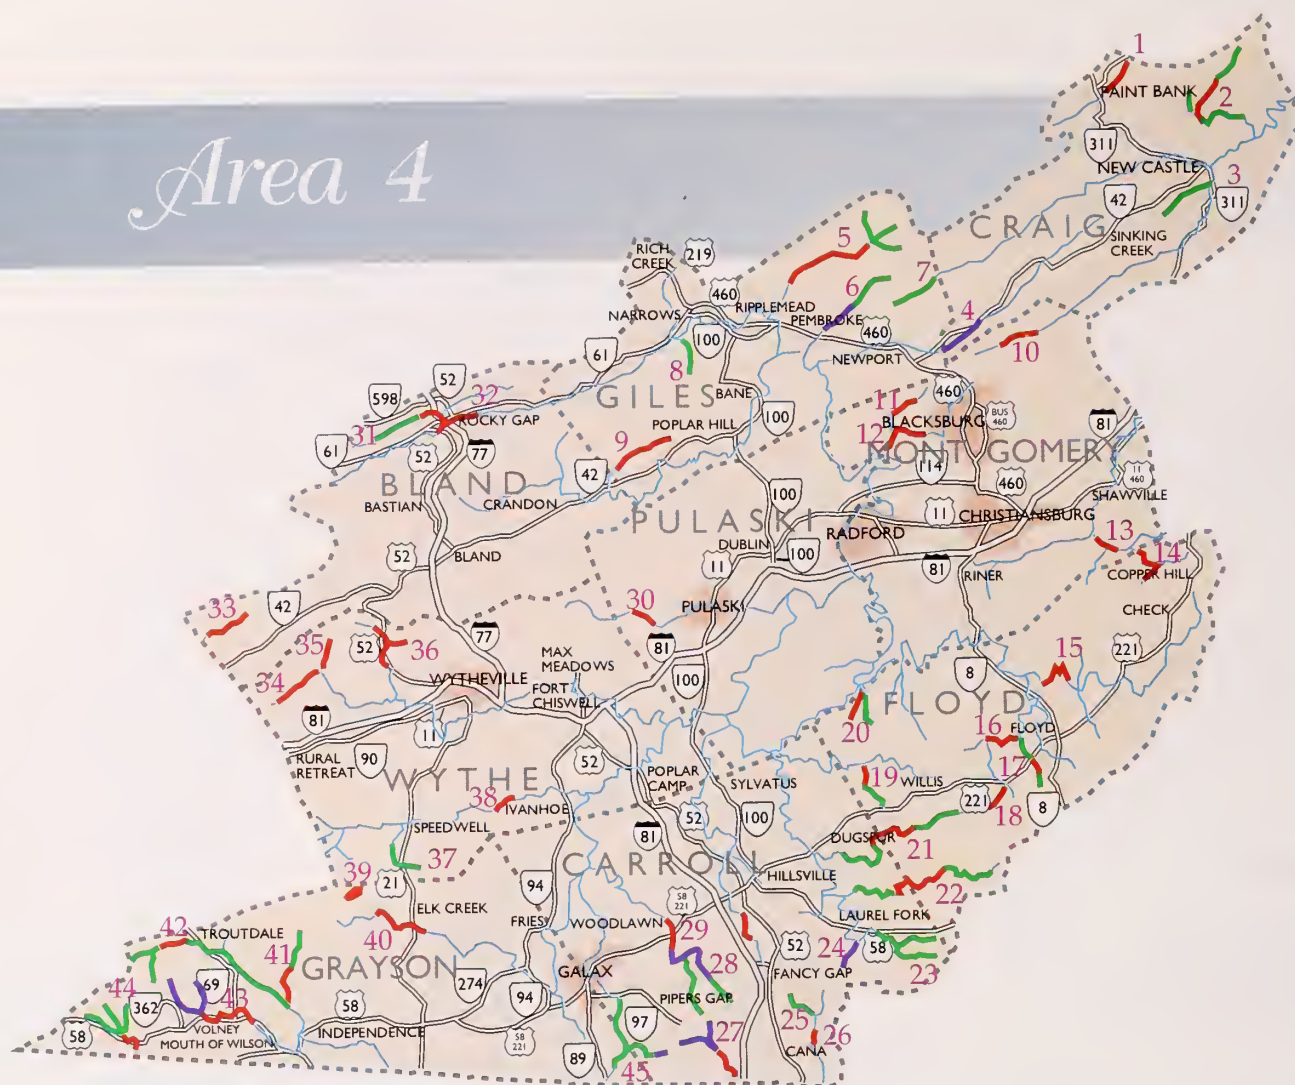 Area 4
1
PAINT BANK
2
311
NEW CASTLE
3
42
311
CRAIG
SINKING
CREEK
5
RICH
CREEK
219
7
6
460
RIPPLEMEAD
NARROWS
PEMBROKE
4
460
100
10
NEWPORT
61
8
52
GILES
BANE
460
598
32
11
BUS
460
100
ROCKY GAP
BLACKSBURG
81
31
POPLAR HILL
12
61
9
MONTGOMERY
52
77
114
42
11
460
BLAND
460
SHAWVILLE
BASTIAN
CRANDON
100
PULASKI
11
CHRISTIANSBURG
RADFORD
13
DUBLIN
100
52
BLAND
14
11
81
RINER
COPPER HILL
33
42
30
PULASKI
CHECK
35
52
36
77
81
MAX
MEADOWS
221
15
8
34
WYTHEVILLE
100
FORT
CHISWELL
FLOYD
81
11
20
16
FLOYD
RURAL
RETREAT
90
52
17
WYTHE
POPLAR
CAMP
19
WILLIS
SYLVATUS
38
IVANHOE
221
8
18
52
100
SPEEDWELL
81
DUGSPUR
21
37
CARROLL
39
21
94
HILLSVILLE
22
58
221
ELK CREEK
LAUREL FORK
FRIES
WOODLAWN
29
42
TROUTDALE
40
52
24
58
41
GRAYSON
28
23
GALAX
FANCY GAP
69
274
44
362
94
PIPERS GAP
43
58
25
97
58
VOLNEY
27
INDEPENDENCE
26
MOUTH OF WILSON
58
221
89
45
CANA